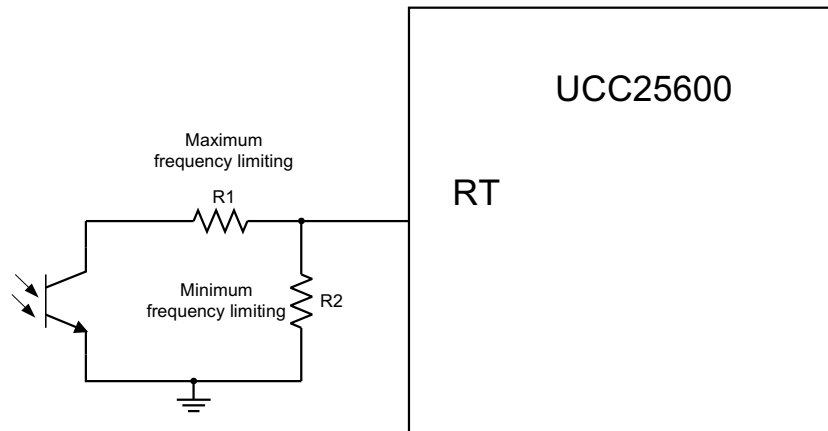 UCC25600
Maximum
frequency limiting
R1
RT
Minimum
frequency limiting
R2